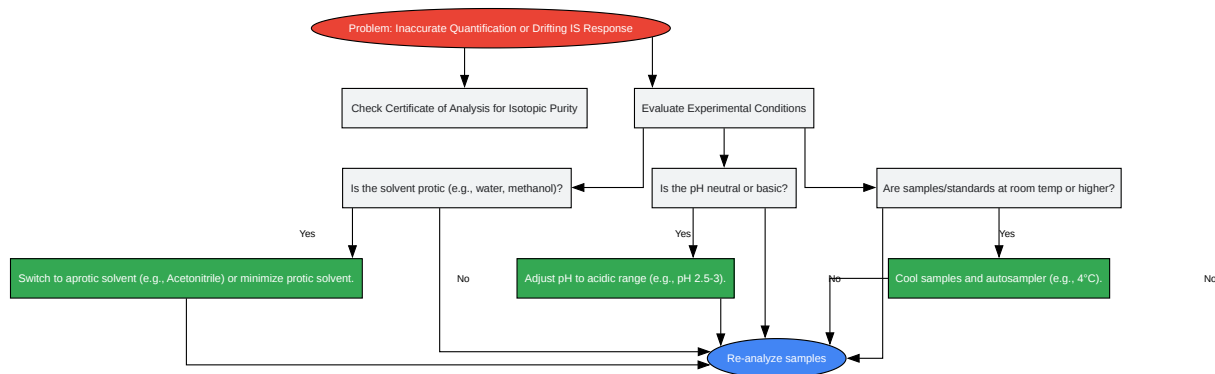 Problem: Inaccurate Quantification or Drifting IS Response
Check Certificate of Analysis for Isotopic Purity
Evaluate Experimental Conditions
Is the solvent protic (e.g., water, methanol)?
Is the pH neutral or basic?
Are samples/standards at room temp or higher?
Yes
Yes
Yes
Switch to aprotic solvent (e.g., Acetonitrile) or minimize protic solvent.
No
Adjust pH to acidic range (e.g., pH 2.5-3).
No
Cool samples and autosampler (e.g., 4°C).
No
Re-analyze samples